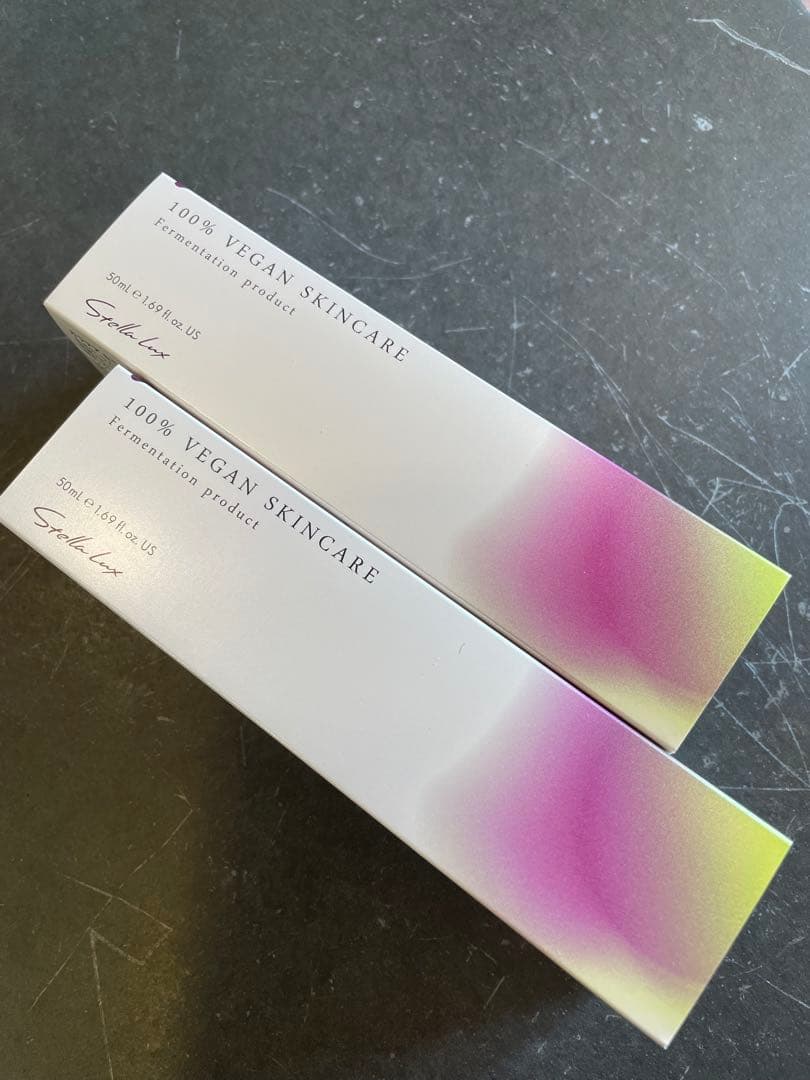 100% VEGAN SKINCARE
Fermentation product
50mL e 1.69 fl.oz.US
Stella Lux
100% VEGAN SKINCARE
Fermentation product
50mL e 1.69 fl.oz.US
Stella Lux